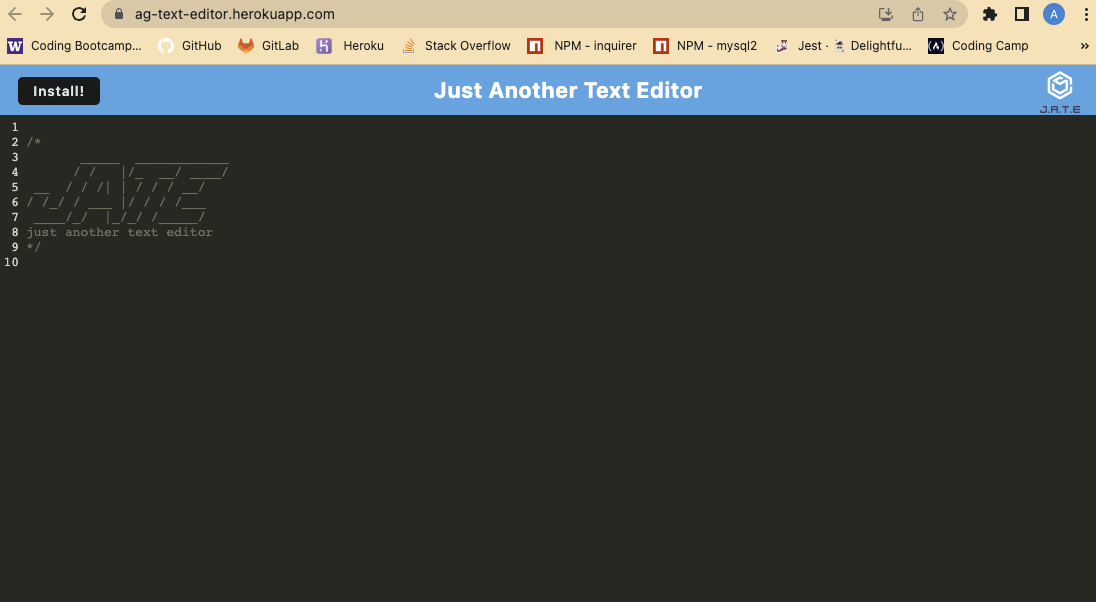 ag-text-editor.herokuapp.com
A
W Coding Bootcamp... GitHub GitLab Heroku Stack Overflow NPM - inquirer NPM - mysql2 Jest · Delightfu... Coding Camp »
Install! Just Another Text Editor
J.A.T.E
1
2 /*
3        _____  ____________
4       / /   |/_  __/ ____/
5  __  / / /| | / / / __/
6 / /_/ / ___ |/ / / /___
7  ____/_/  |_/_/ /_____/
8 just another text editor
9 */
10